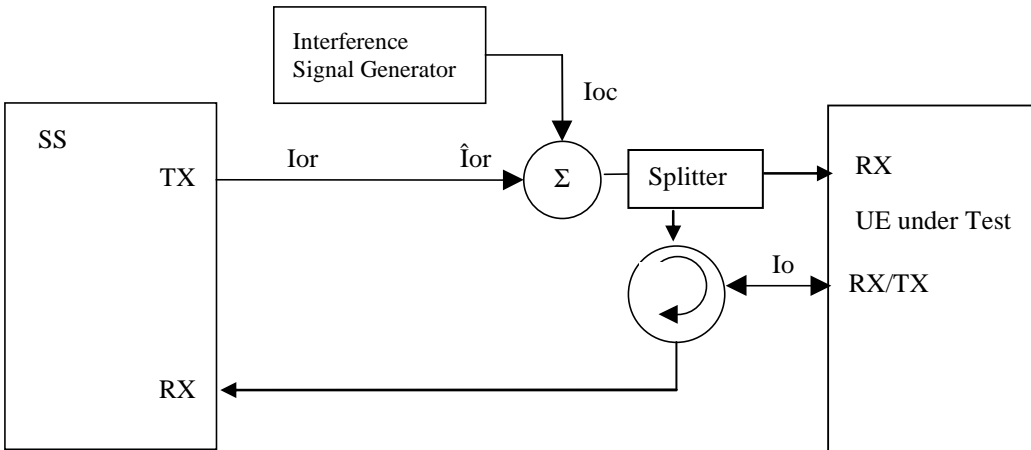 Interference
Signal Generator
Ioc
SS
TX
Ior
Îor
Σ
Splitter
RX
UE under Test
Io
RX/TX
RX